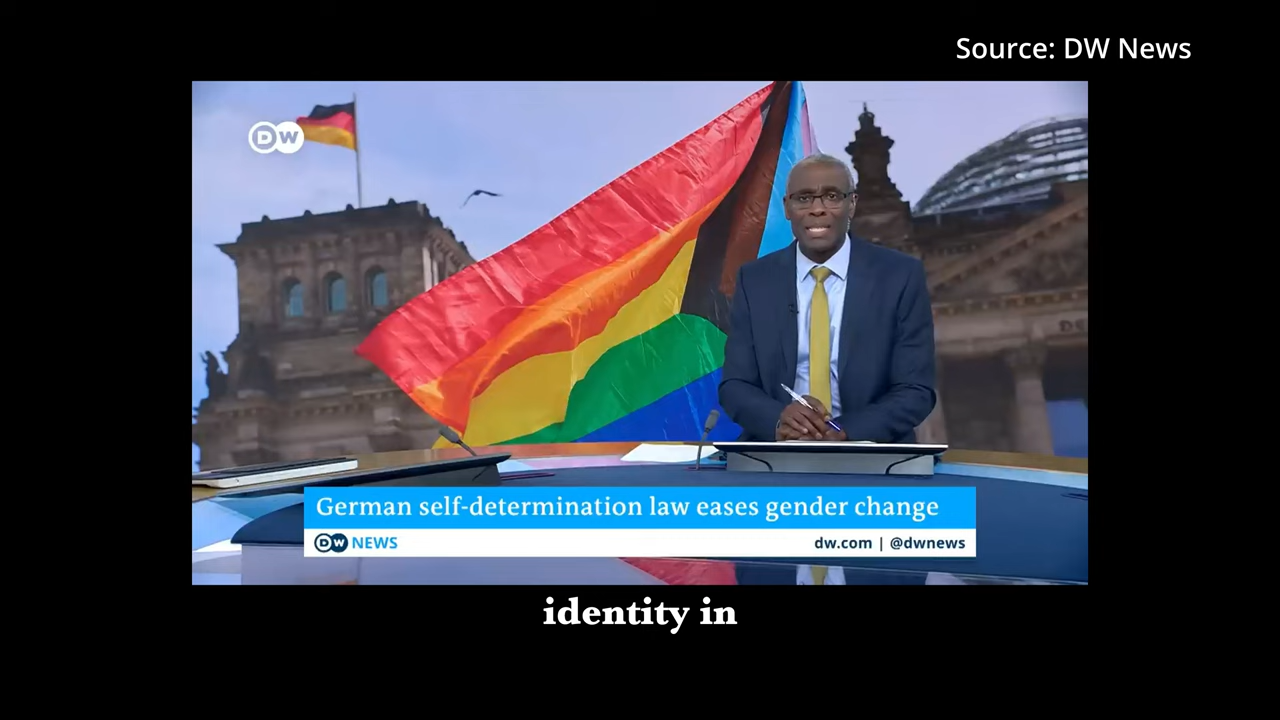 Source: DW News
DW
German self-determination law eases gender change
DW NEWS
dw.com | @dwnews
identity in